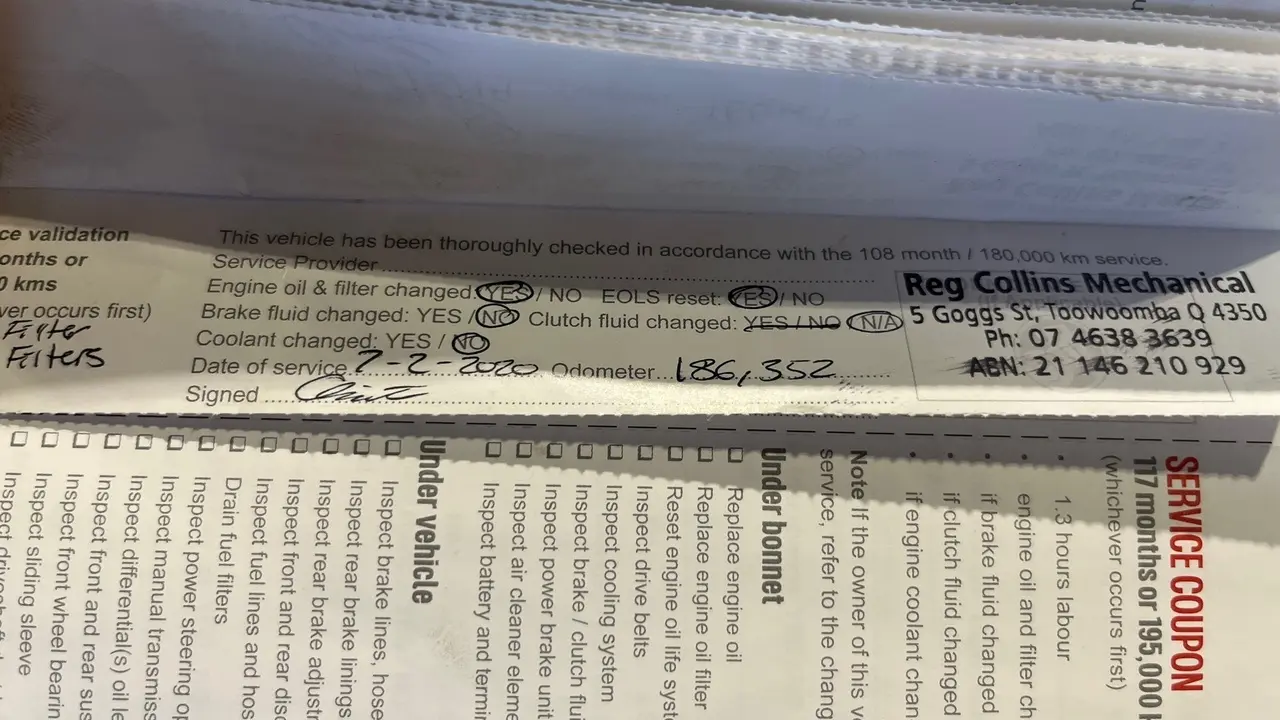 ce validation
onths or
0 kms
ver occurs first)
Filter
Filters
This vehicle has been thoroughly checked in accordance with the 108 month / 180,000 km service.
Service Provider
Engine oil & filter changed: YES / NO EOLS reset: YES / NO
Brake fluid changed: YES / NO Clutch fluid changed: YES / NO N/A
Coolant changed: YES / NO
Date of service 7-2-2020 Odometer 186,352
Signed
Reg Collins Mechanical
5 Goggs St, Toowoomba Q 4350
Ph: 07 4638 3639
ABN: 21 146 210 929
SERVICE COUPON
117 months or 195,000
(whichever occurs first)
• 1.3 hours labour
• engine oil and filter ch
• if brake fluid changed
• if clutch fluid changed
• if engine coolant chan
Note If the owner of this v
service, refer to the chang
Under bonnet
Replace engine oil
Replace engine oil filter
Reset engine oil life syst
Inspect drive belts
Inspect cooling system
Inspect brake / clutch flui
Inspect power brake unit
Inspect air cleaner eleme
Inspect battery and termin
Under vehicle
Inspect brake lines, hose
Inspect rear brake linings
Inspect rear brake adjustr
Inspect front and rear disc
Inspect fuel lines and hos
Drain fuel filters
Inspect power steering op
Inspect manual transmiss
Inspect differential(s) oil le
Inspect front and rear sus
Inspect front wheel bearin
Inspect sliding sleeve
Inspect driveshaft